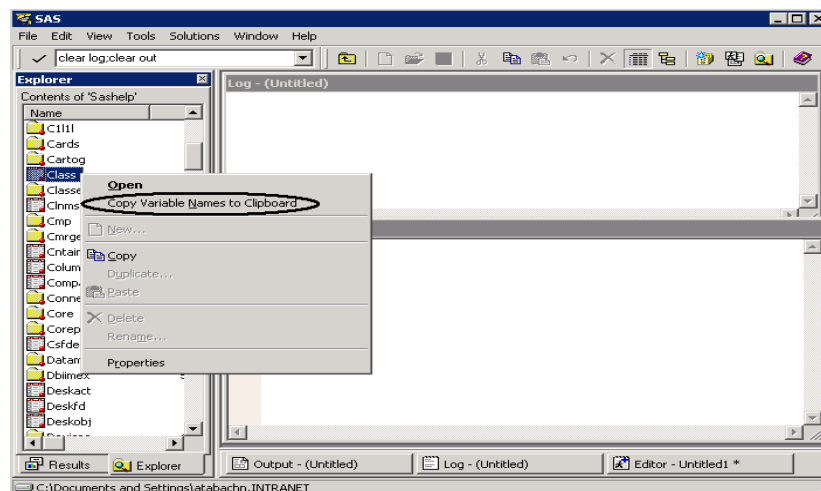 SAS
File Edit View Tools Solutions Window Help
clear log;clear out
Explorer
Contents of 'Sashelp'
Name
C1l1l
Cards
Cartog
Class
Classe
Clnms
Cmp
Cmrge
Cntain
Colum
Comp
Conne
Core
Corep
Csfde
Datam
Dbiimex
Deskact
Deskfd
Deskobj
Open
Copy Variable Names to Clipboard
New...
Copy
Duplicate...
Paste
Delete
Rename...
Properties
Log - (Untitled)
Results Explorer
Output - (Untitled) Log - (Untitled) Editor - Untitled1 *
C:\Documents and Settings\atabachn.INTRANET